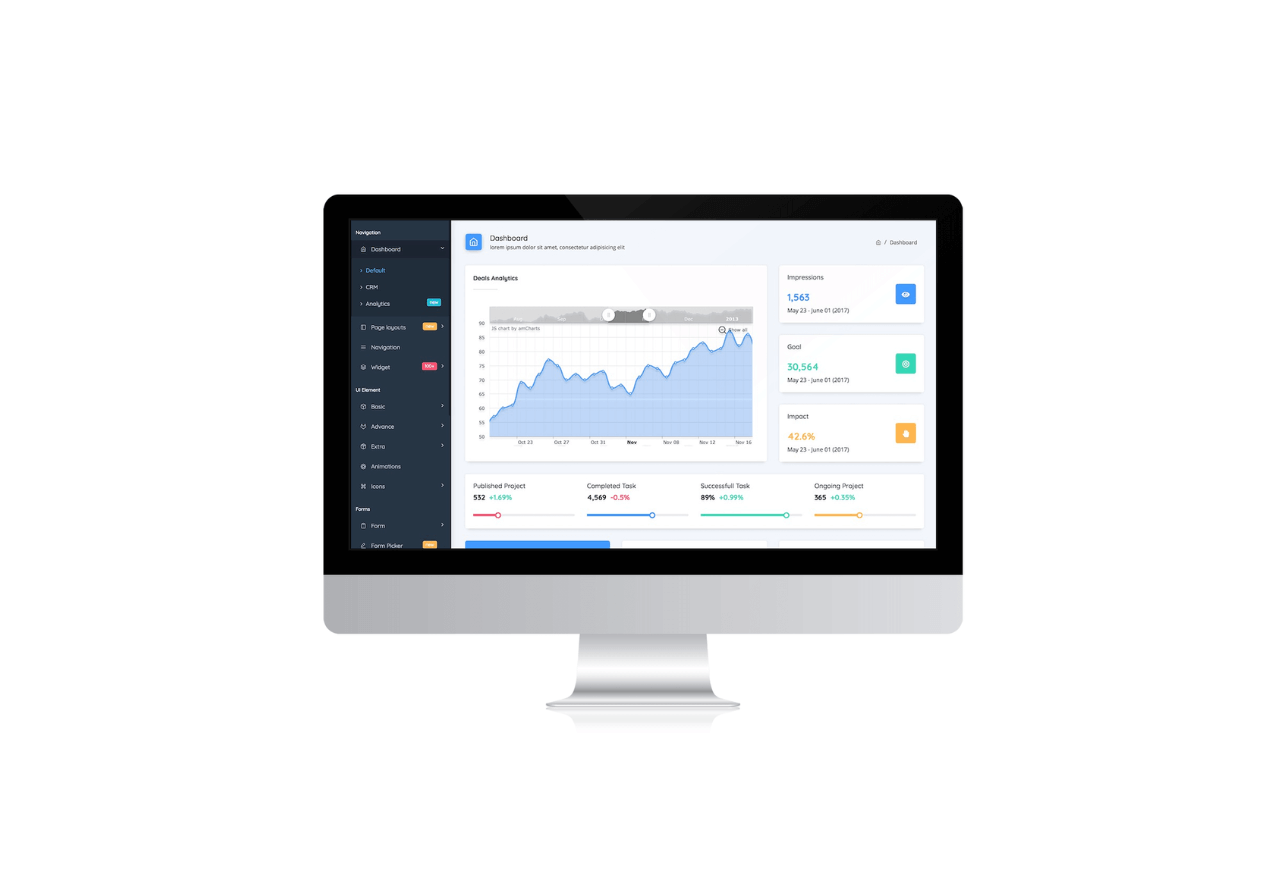 Navigation
Dashboard
Default
CRM
Analytics
new
Page layouts
Navigation
Widget
100+
UI Element
Basic
Advance
Extra
Animations
Icons
Forms
Form
Form Picker
Dashboard
lorem ipsum dolor sit amet, consectetur adipisicing elit
/ Dashboard
Deals Analytics
2013
JS chart by amCharts
Show all
90
85
80
75
70
65
60
55
50
Oct 23
Oct 27
Oct 31
Nov
Nov 08
Nov 12
Nov 16
Impressions
1,563
May 23 - June 01 (2017)
Goal
30,564
May 23 - June 01 (2017)
Impact
42.6%
May 23 - June 01 (2017)
Published Project
532 +1.69%
Completed Task
4,569 -0.5%
Successfull Task
89% +0.99%
Ongoing Project
365 +0.35%